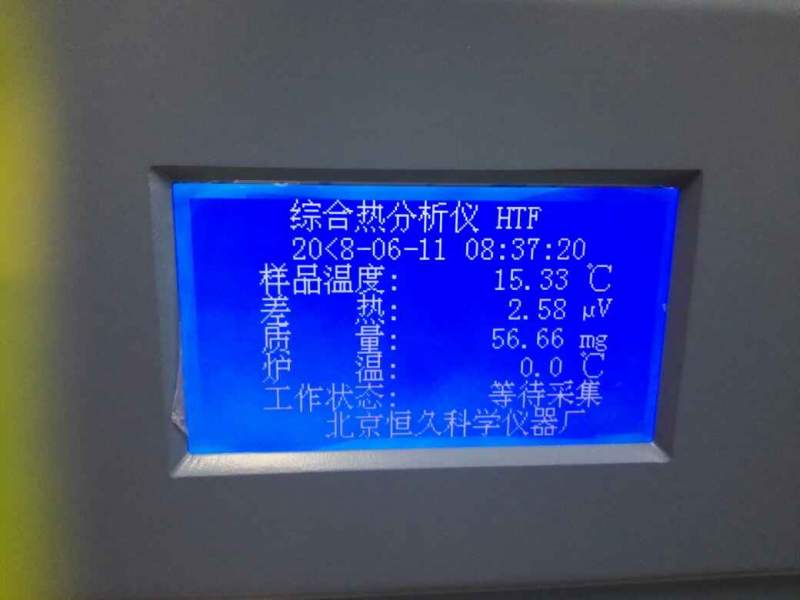 综合热分析仪 HTF
20<8-06-11 08:37:20
样品温度: 15.33 ℃
差 热: 2.58 μV
质 量: 56.66 mg
炉 温: 0.0 ℃
工作状态: 等待采集
北京恒久科学仪器厂